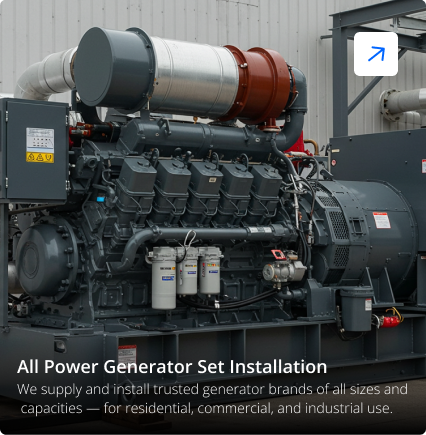 All Power Generator Set Installation
We supply and install trusted generator brands of all sizes and
capacities — for residential, commercial, and industrial use.